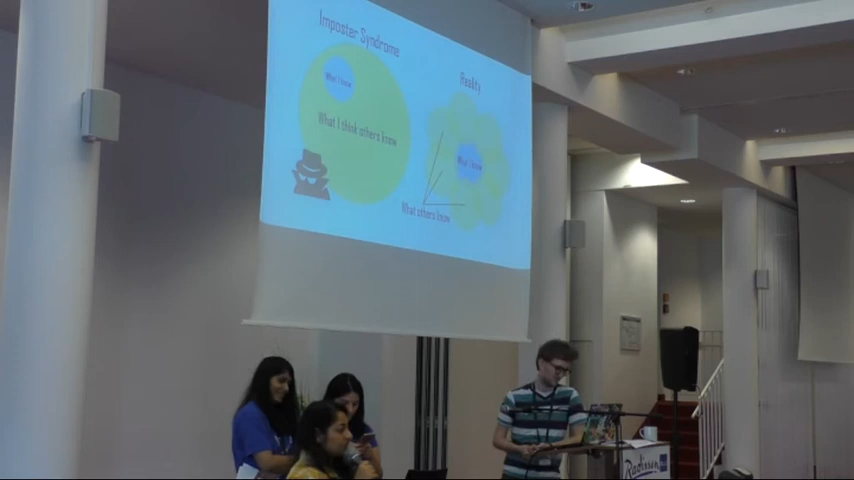 Imposter Syndrome
What I know
What I think others know
Reality
What I know
What others know
Radisson